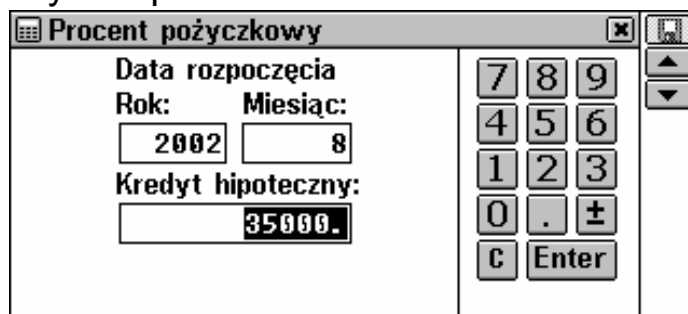 Procent pożyczkowy
Data rozpoczęcia
Rok: Miesiąc:
2002 8
Kredyt hipoteczny:
35000.
7 8 9
4 5 6
1 2 3
0 . ±
C Enter